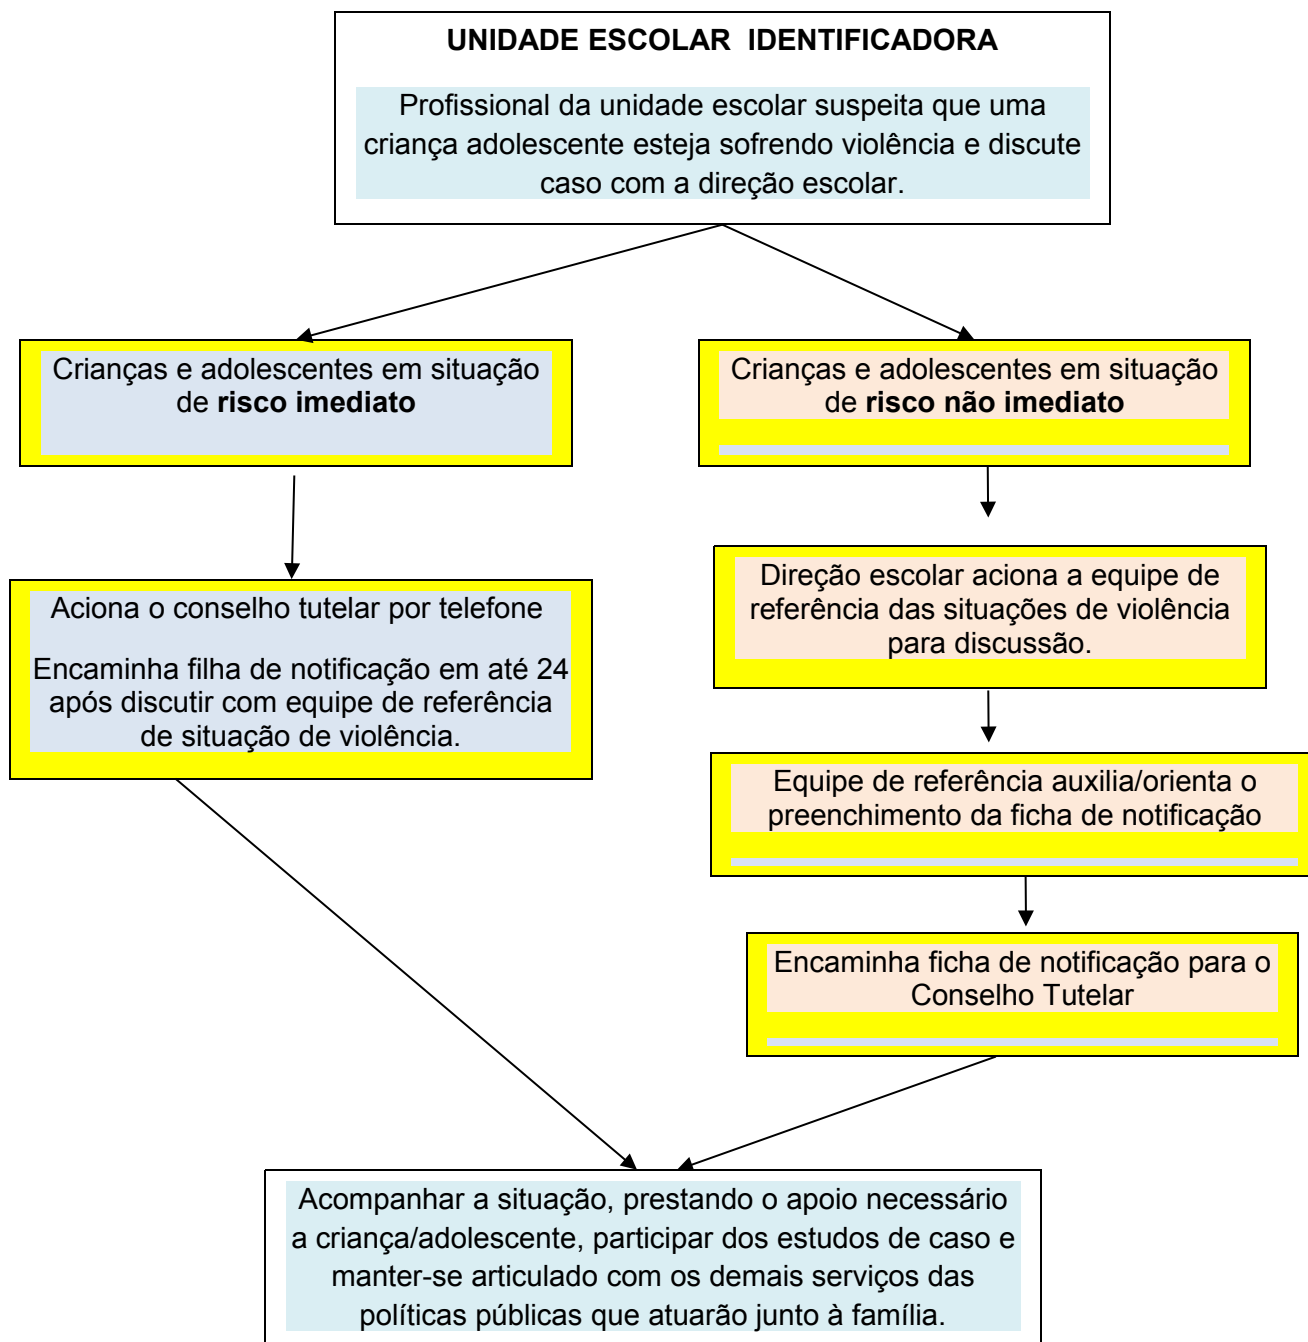 UNIDADE ESCOLAR IDENTIFICADORA
Profissional da unidade escolar suspeita que uma
criança adolescente esteja sofrendo violência e discute
caso com a direção escolar.
Crianças e adolescentes em situação
de risco imediato
Crianças e adolescentes em situação
de risco não imediato
Aciona o conselho tutelar por telefone
Encaminha filha de notificação em até 24
após discutir com equipe de referência
de situação de violência.
Direção escolar aciona a equipe de
referência das situações de violência
para discussão.
Equipe de referência auxilia/orienta o
preenchimento da ficha de notificação
Encaminha ficha de notificação para o
Conselho Tutelar
Acompanhar a situação, prestando o apoio necessário
a criança/adolescente, participar dos estudos de caso e
manter-se articulado com os demais serviços das
políticas públicas que atuarão junto à família.